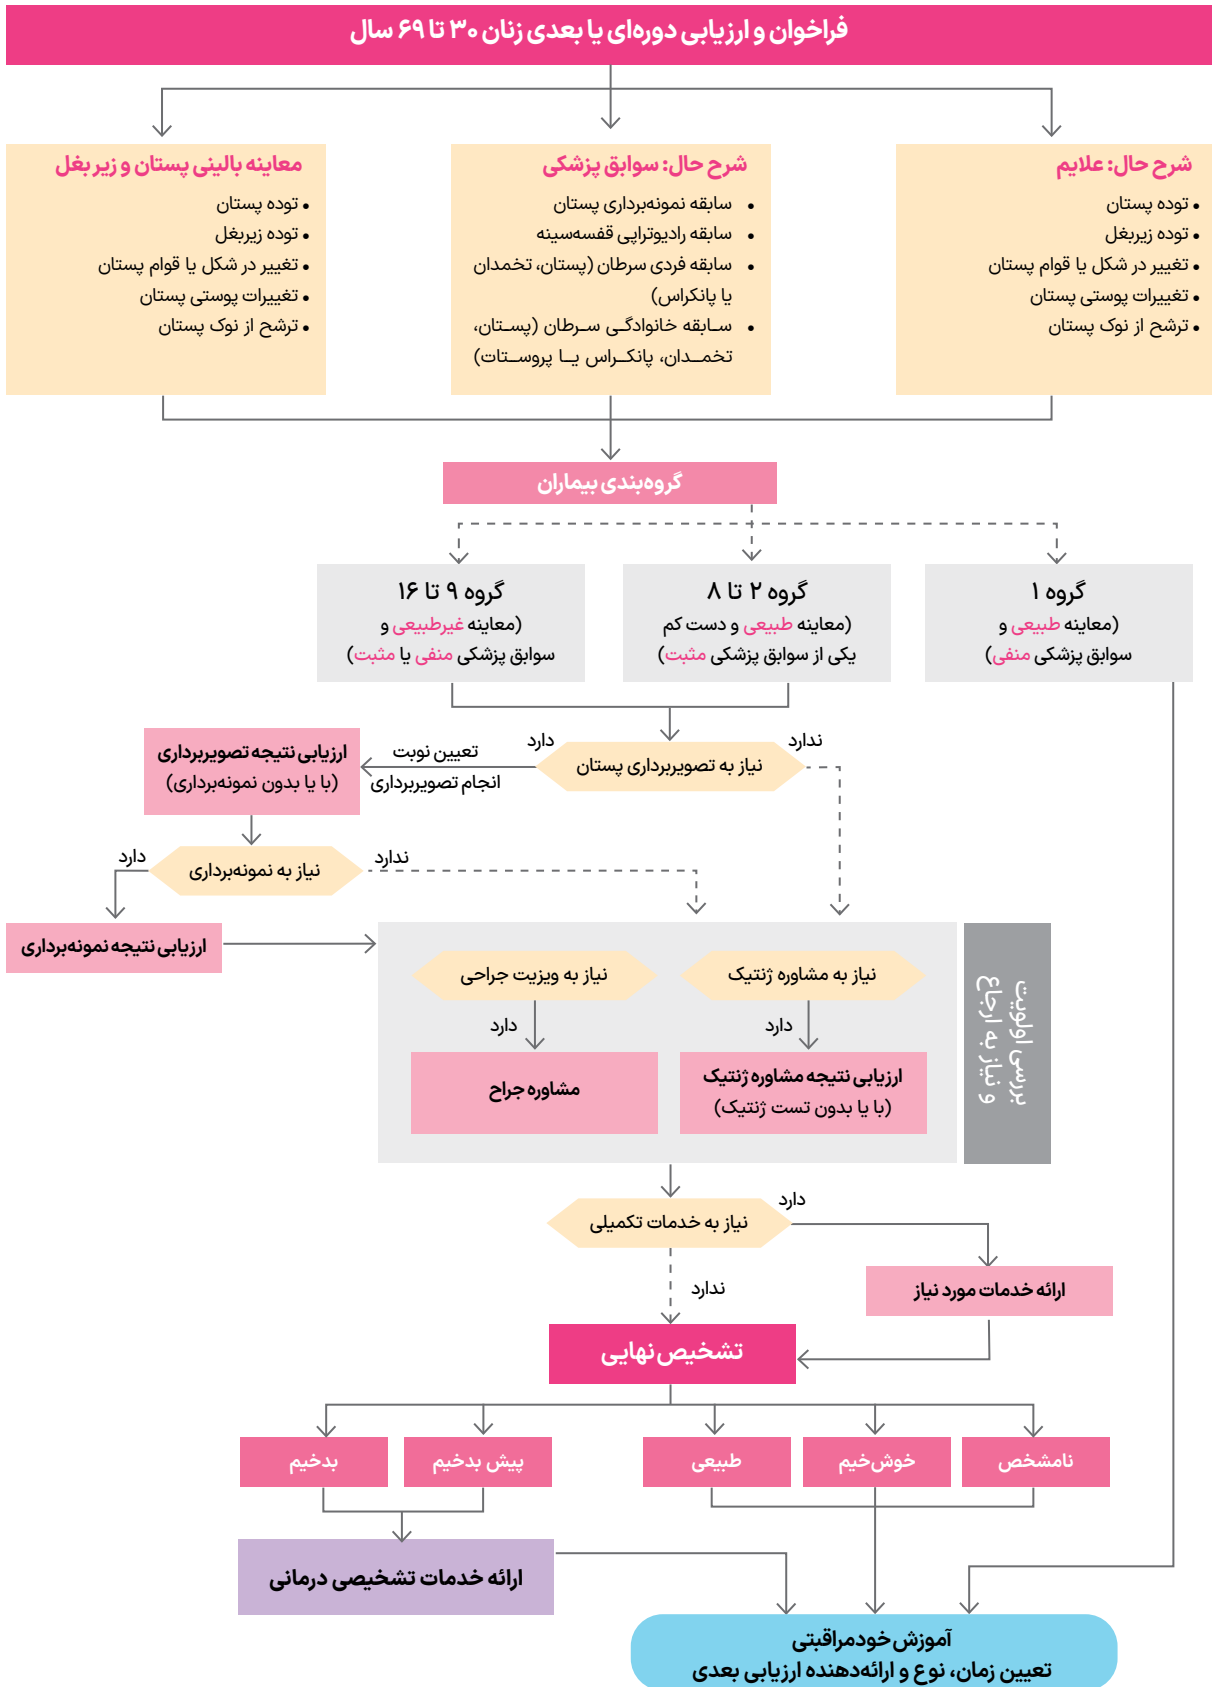 فراخوان و ارزیابی دوره‌ای یا بعدی زنان ۳۰ تا ۶۹ سال
شرح حال: علایم
• توده پستان
• توده زیربغل
• تغییر در شکل یا قوام پستان
• تغییرات پوستی پستان
• ترشح از نوک پستان
شرح حال: سوابق پزشکی
• سابقه نمونه‌برداری پستان
• سابقه رادیوتراپی قفسه‌سینه
• سابقه فردی سرطان (پستان، تخمدان
یا پانکراس)
• سـابقه خانوادگـی سـرطان (پسـتان،
تخمــدان، پانکـراس یــا پروســتات)
معاینه بالینی پستان و زیر بغل
• توده پستان
• توده زیربغل
• تغییر در شکل یا قوام پستان
• تغییرات پوستی پستان
• ترشح از نوک پستان
گروه‌بندی بیماران
گروه ۱
(معاینه طبیعی و
سوابق پزشکی منفی)
گروه ۲ تا ۸
(معاینه طبیعی و دست کم
یکی از سوابق پزشکی مثبت)
گروه ۹ تا ۱۶
(معاینه غیرطبیعی و
سوابق پزشکی منفی یا مثبت)
ندارد
نیاز به تصویربرداری پستان
دارد
تعیین نوبت
انجام تصویربرداری
ارزیابی نتیجه تصویربرداری
(با یا بدون نمونه‌برداری)
ندارد
نیاز به نمونه‌برداری
دارد
ارزیابی نتیجه نمونه‌برداری
بررسی اولویت
و نیاز به ارجاع
نیاز به مشاوره ژنتیک
دارد
ارزیابی نتیجه مشاوره ژنتیک
(با یا بدون تست ژنتیک)
نیاز به ویزیت جراحی
دارد
مشاوره جراح
دارد
نیاز به خدمات تکمیلی
ندارد
ارائه خدمات مورد نیاز
تشخیص نهایی
نامشخص
خوش‌خیم
طبیعی
پیش بدخیم
بدخیم
ارائه خدمات تشخیصی درمانی
آموزش خودمراقبتی
تعیین زمان، نوع و ارائه‌دهنده ارزیابی بعدی